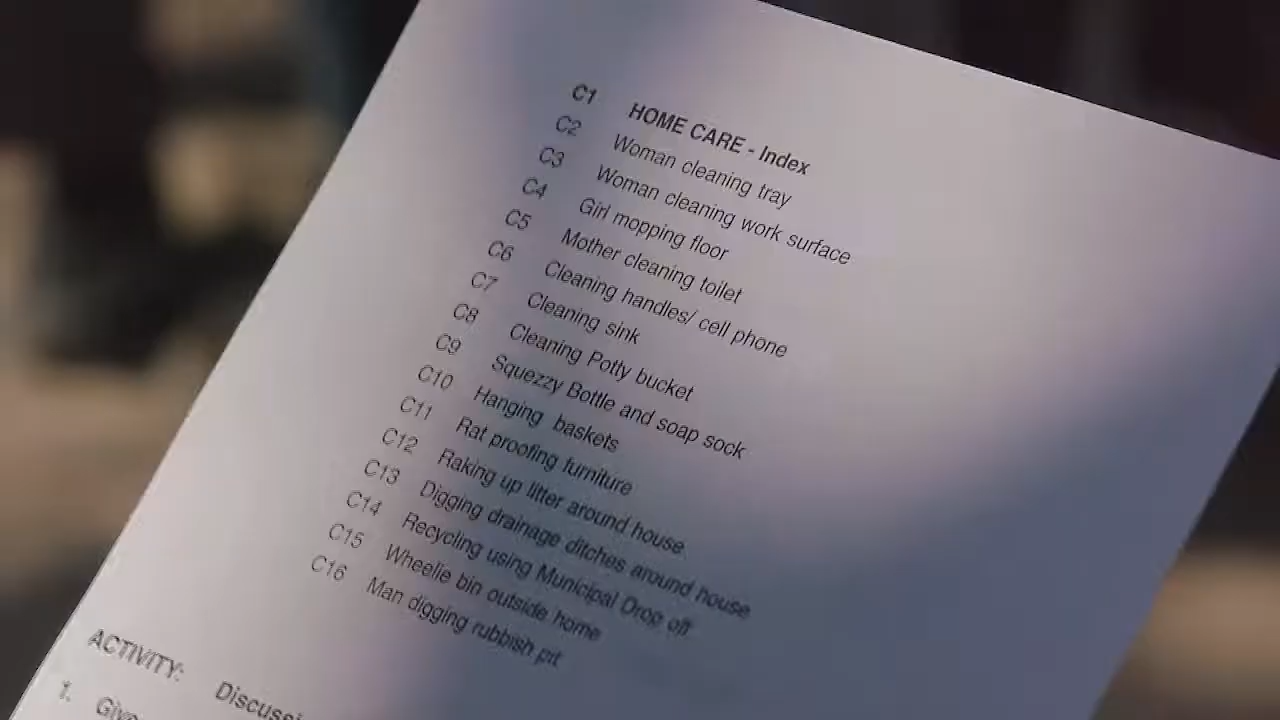 C1 HOME CARE - Index
C2 Woman cleaning tray
C3 Woman cleaning work surface
C4 Girl mopping floor
C5 Mother cleaning toilet
C6 Cleaning handles/ cell phone
C7 Cleaning sink
C8 Cleaning Potty bucket
C9 Squezzy Bottle and soap sock
C10 Hanging baskets
C11 Rat proofing furniture
C12 Raking up litter around house
C13 Digging drainage ditches around house
C14 Recycling using Municipal Drop off
C15 Wheelie bin outside home
C16 Man digging rubbish pit
ACTIVITY: Discussi
1. Give